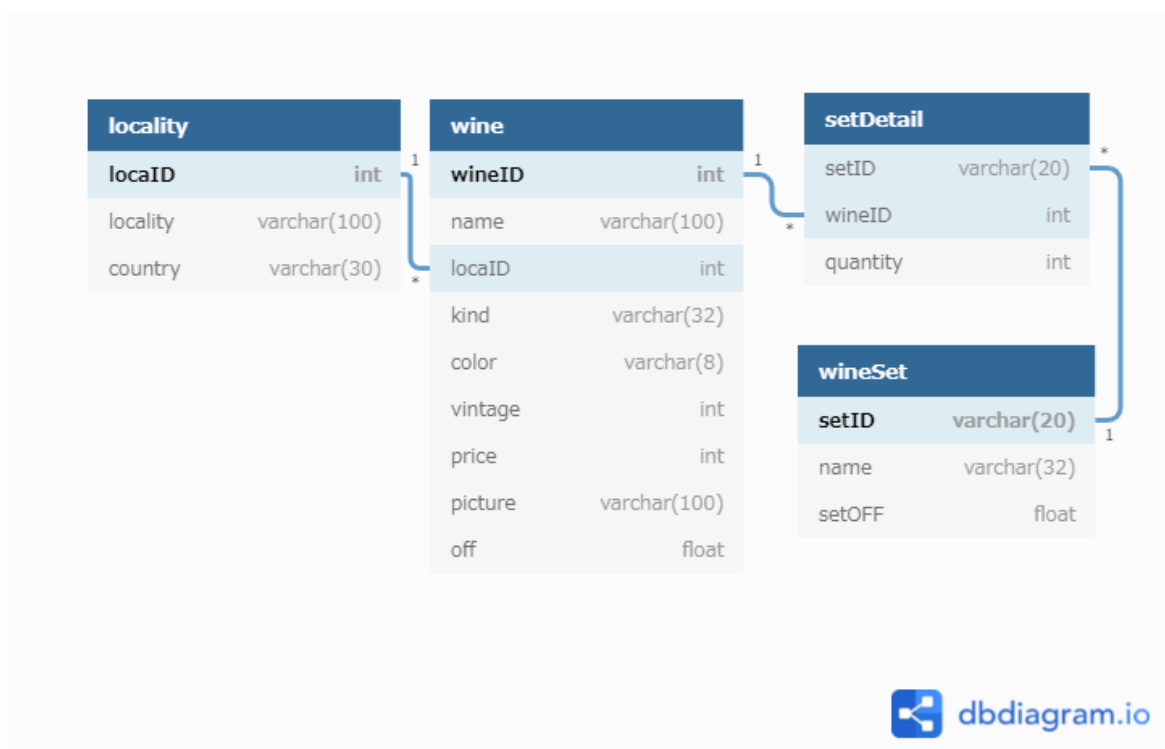 locality
locaID int
locality varchar(100)
country varchar(30)
1
*
wine
wineID int
name varchar(100)
locaID int
kind varchar(32)
color varchar(8)
vintage int
price int
picture varchar(100)
off float
1
*
setDetail
setID varchar(20)
wineID int
quantity int
*
1
wineSet
setID varchar(20)
name varchar(32)
setOFF float
dbdiagram.io